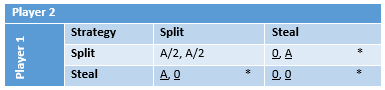 Player 2
Player 1
Strategy Split Steal
Split A/2, A/2 0, A *
Steal A, 0 * 0, 0 *